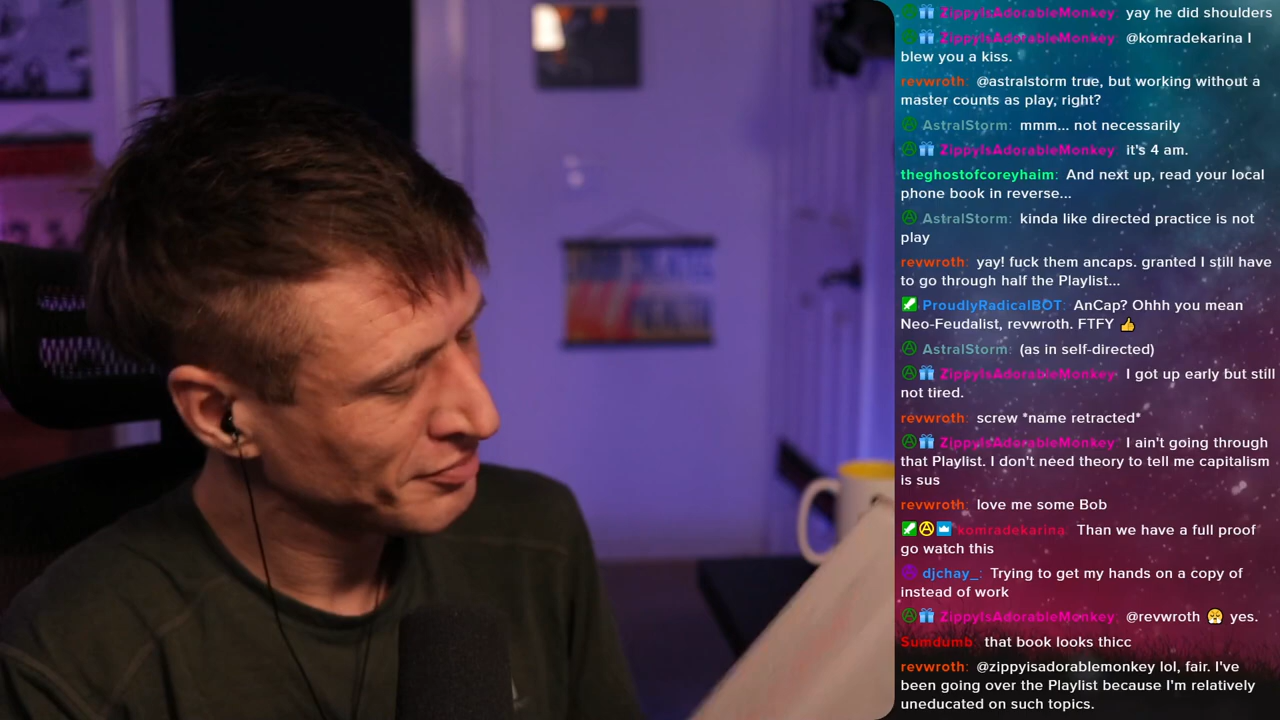 ZippyIsAdorableMonkey: yay he did shoulders
ZippyIsAdorableMonkey: @komradekarina I
blew you a kiss.
revwroth: @astralstorm true, but working without a
master counts as play, right?
AstralStorm: mmm... not necessarily
ZippyIsAdorableMonkey: it's 4 am.
theghostofcoreyhaim: And next up, read your local
phone book in reverse...
AstralStorm: kinda like directed practice is not
play
revwroth: yay! fuck them ancaps. granted I still have
to go through half the Playlist...
ProudlyRadicalBOT: AnCap? Ohhh you mean
Neo-Feudalist, revwroth. FTFY 👍
AstralStorm: (as in self-directed)
ZippyIsAdorableMonkey: I got up early but still
not tired.
revwroth: screw *name retracted*
ZippyIsAdorableMonkey: I ain't going through
that Playlist. I don't need theory to tell me capitalism
is sus
revwroth: love me some Bob
komradekarina: Than we have a full proof
go watch this
djchay_: Trying to get my hands on a copy of
instead of work
ZippyIsAdorableMonkey: @revwroth 😤 yes.
Sumdumb: that book looks thicc
revwroth: @zippyisadorablemonkey lol, fair. I've
been going over the Playlist because I'm relatively
uneducated on such topics.